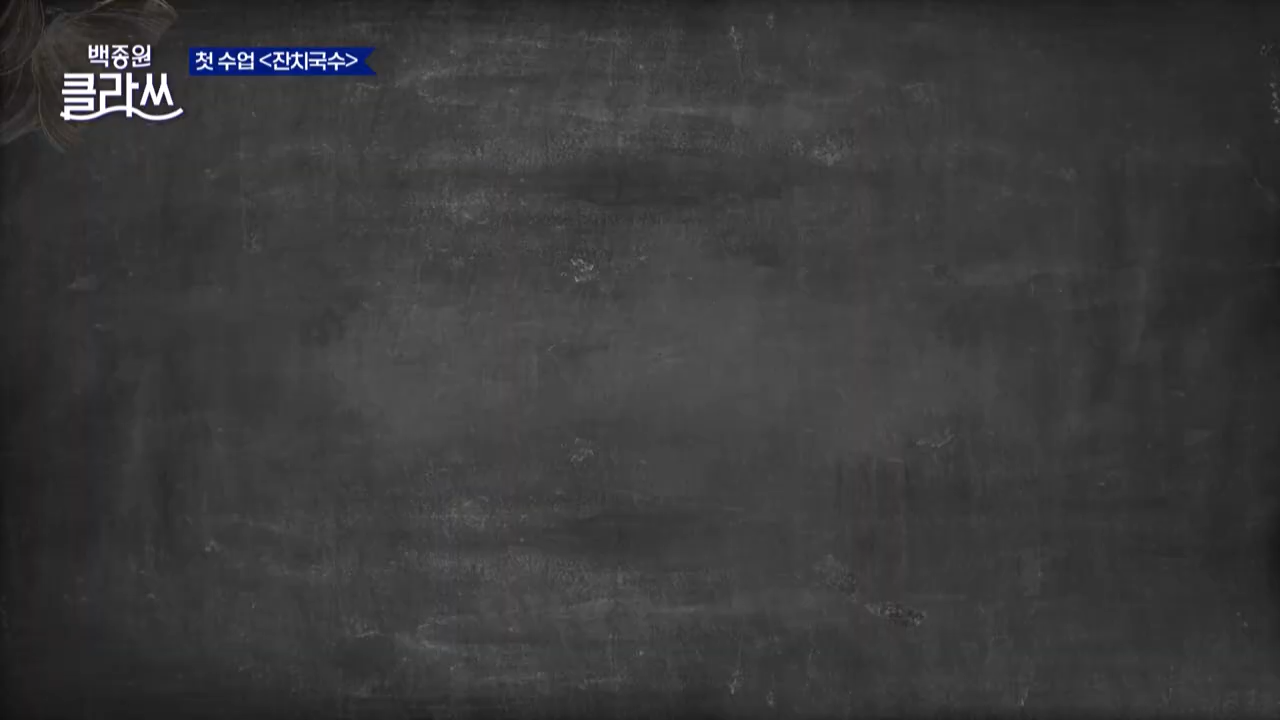 백종원
클라쓰
첫 수업 <잔치국수>